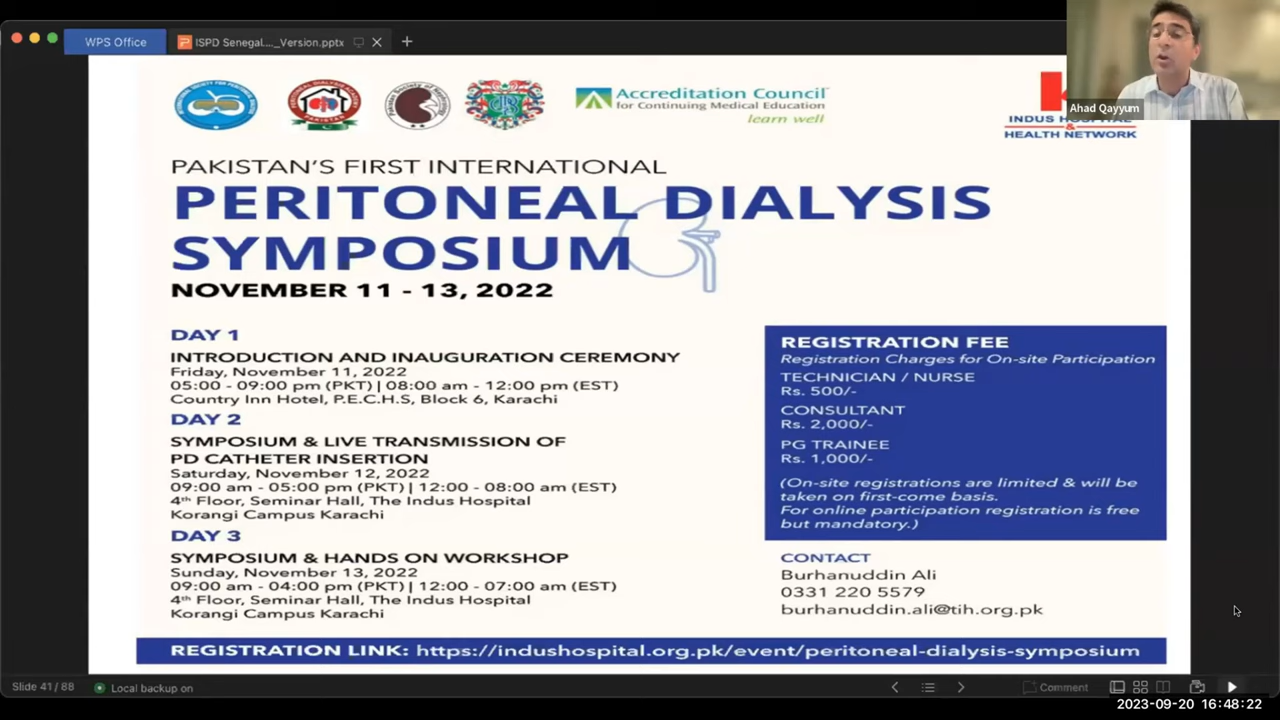 WPS Office
ISPD Senegal...._Version.pptx
Ahad Qayyum
Accreditation Council
for Continuing Medical Education
learn well
INDUS HOSPITAL
&
HEALTH NETWORK
PAKISTAN'S FIRST INTERNATIONAL
PERITONEAL DIALYSIS
SYMPOSIUM
NOVEMBER 11 - 13, 2022
DAY 1
INTRODUCTION AND INAUGURATION CEREMONY
Friday, November 11, 2022
05:00 - 09:00 pm (PKT) | 08:00 am - 12:00 pm (EST)
Country Inn Hotel, P.E.C.H.S, Block 6, Karachi
DAY 2
SYMPOSIUM & LIVE TRANSMISSION OF
PD CATHETER INSERTION
Saturday, November 12, 2022
09:00 am - 05:00 pm (PKT) | 12:00 - 08:00 am (EST)
4th Floor, Seminar Hall, The Indus Hospital
Korangi Campus Karachi
DAY 3
SYMPOSIUM & HANDS ON WORKSHOP
Sunday, November 13, 2022
09:00 am - 04:00 pm (PKT) | 12:00 - 07:00 am (EST)
4th Floor, Seminar Hall, The Indus Hospital
Korangi Campus Karachi
REGISTRATION FEE
Registration Charges for On-site Participation
TECHNICIAN / NURSE
Rs. 500/-
CONSULTANT
Rs. 2,000/-
PG TRAINEE
Rs. 1,000/-
(On-site registrations are limited & will be
taken on first-come basis.
For online participation registration is free
but mandatory.)
CONTACT
Burhanuddin Ali
0331 220 5579
burhanuddin.ali@tih.org.pk
REGISTRATION LINK: https://indushospital.org.pk/event/peritoneal-dialysis-symposium
Slide 41 / 88
Local backup on
Comment
2023-09-20 16:48:22